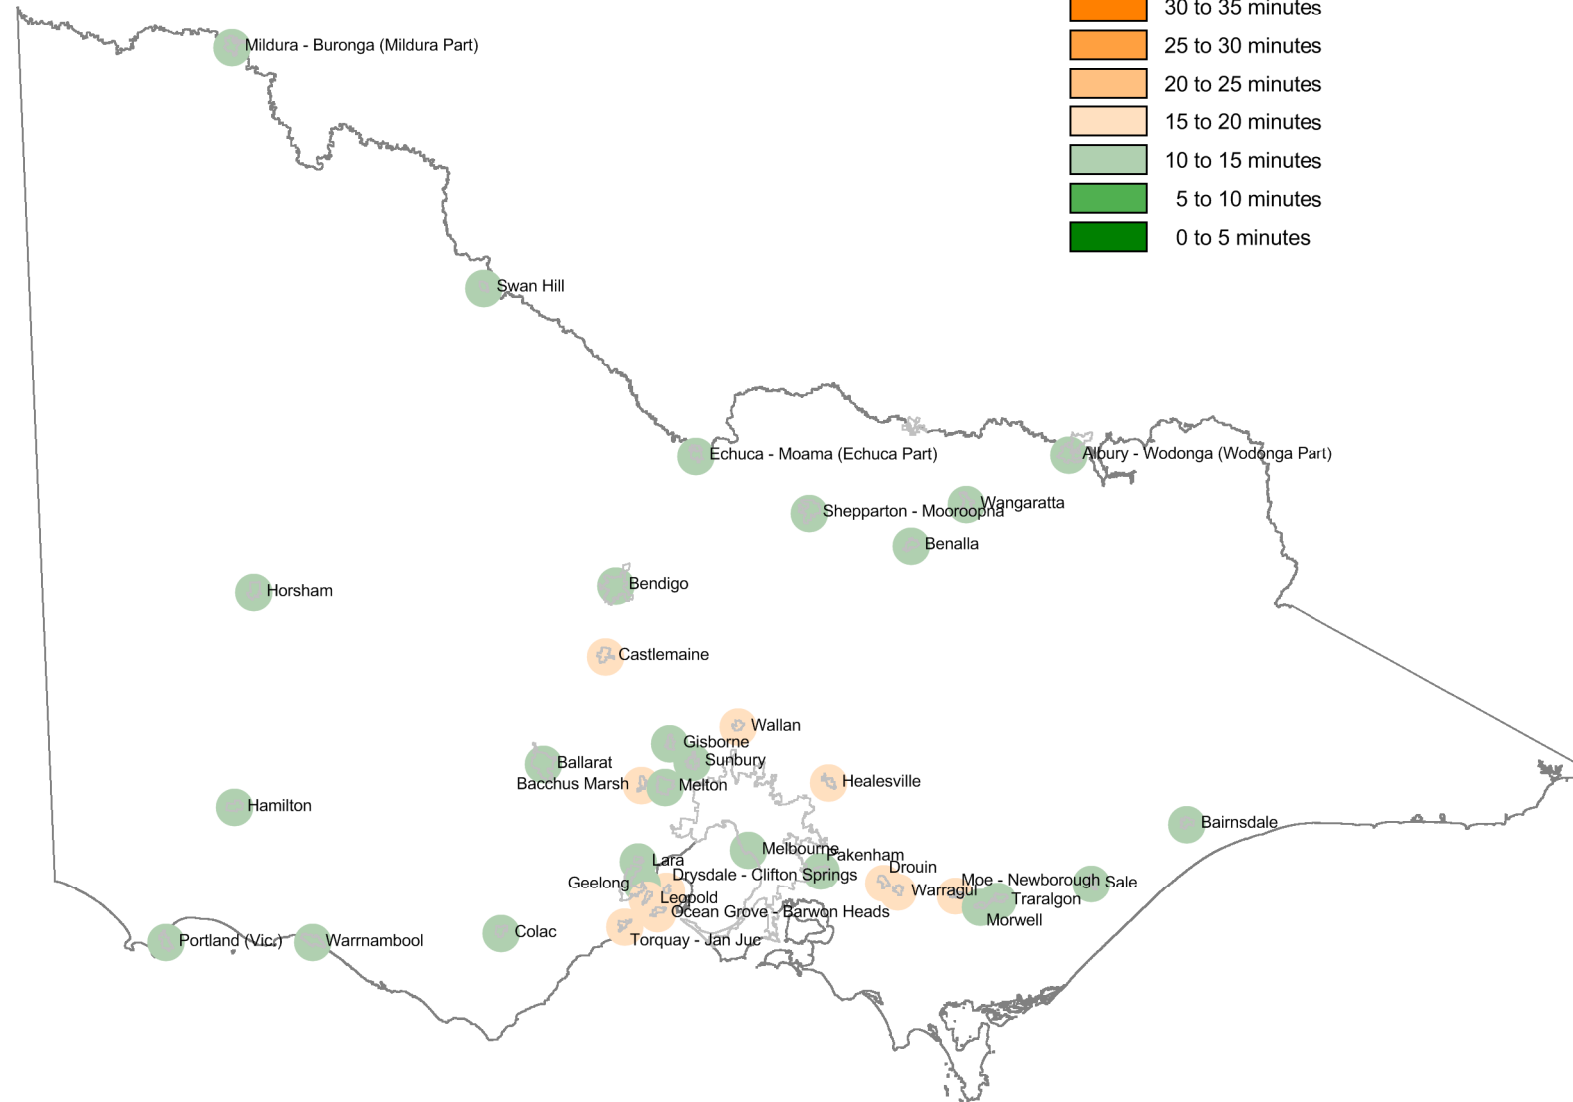 30 to 35 minutes
Mildura - Buronga (Mildura Part)
25 to 30 minutes
20 to 25 minutes
15 to 20 minutes
10 to 15 minutes
5 to 10 minutes
0 to 5 minutes
Swan Hill
Echuca - Moama (Echuca Part)
Albury - Wodonga (Wodonga Part)
Wangaratta
Shepparton - Mooroopna
Benalla
Bendigo
Horsham
Castlemaine
Wallan
Gisborne
Sunbury
Ballarat
Bacchus Marsh
Melton
Healesville
Hamilton
Bairnsdale
Melbourne
Pakenham
Lara
Drouin
Drysdale - Clifton Springs
Geelong
Moe - Newborough
Sale
Warragul
Leopold
Traralgon
Ocean Grove - Barwon Heads
Morwell
Colac
Portland (Vic.)
Warrnambool
Torquay - Jan Juc